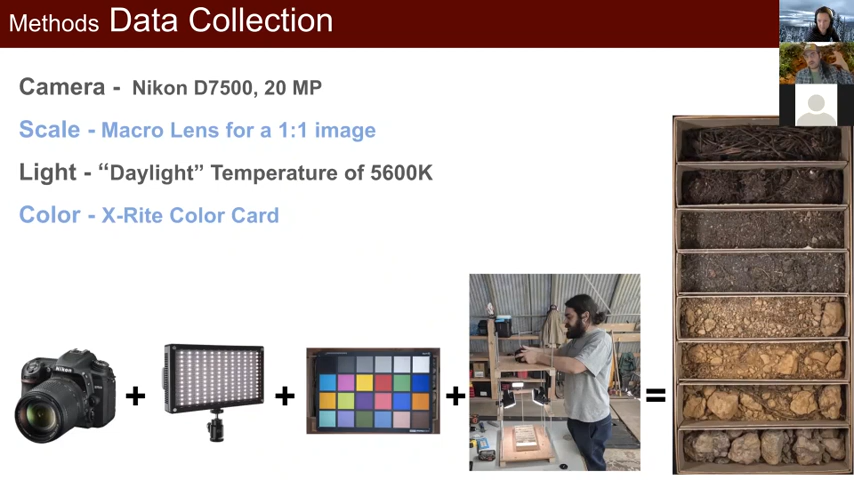 Methods Data Collection
Camera - Nikon D7500, 20 MP
Scale - Macro Lens for a 1:1 image
Light - “Daylight” Temperature of 5600K
Color - X-Rite Color Card
Nikon
+ + + =